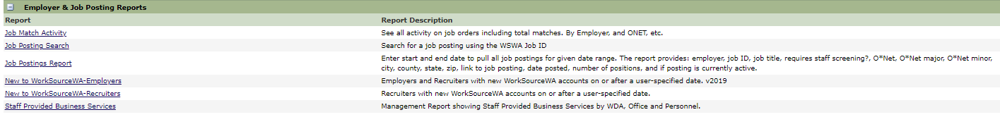 Employer & Job Posting Reports
Report Report Description
Job Match Activity See all activity on job orders including total matches. By Employer, and ONET, etc.
Job Posting Search Search for a job posting using the WSWA Job ID
Job Postings Report Enter start and end date to pull all job postings for given date range. The report provides: employer, job ID, job title, requires staff screening?, O*Net, O*Net major, O*Net minor,
city, county, state, zip, link to job posting, date posted, number of positions, and if posting is currently active.
New to WorkSourceWA-Employers Employers and Recruiters with new WorkSourceWA accounts on or after a user-specified date. v2019
New to WorkSourceWA-Recruiters Recruiters with new WorkSourceWA accounts on or after a user-specified date.
Staff Provided Business Services Management Report showing Staff Provided Business Services by WDA, Office and Personnel.